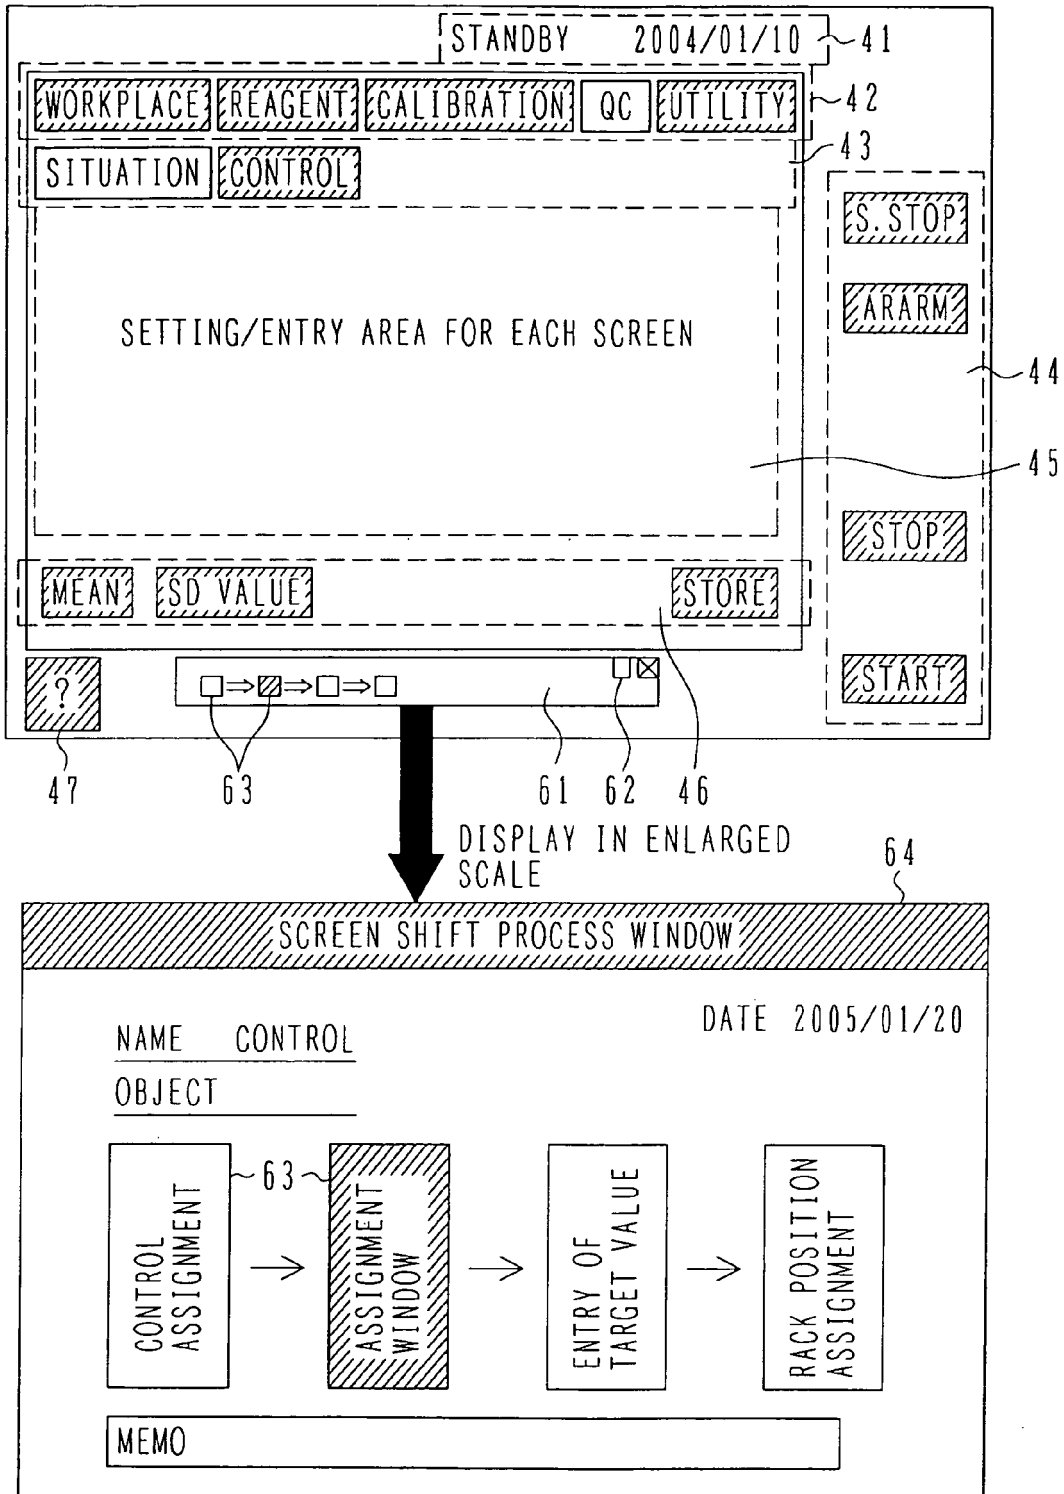 STANDBY 2004/01/10
41
WORKPLACE REAGENT CALIBRATION QC UTILITY
42
SITUATION CONTROL
43
S.STOP
ARARM
SETTING/ENTRY AREA FOR EACH SCREEN
44
45
STOP
MEAN SD VALUE STORE
START
?
47
63
61
62
46
DISPLAY IN ENLARGED
SCALE
64
SCREEN SHIFT PROCESS WINDOW
DATE 2005/01/20
NAME CONTROL
OBJECT
63
CONTROL
ASSIGNMENT
ASSIGNMENT
WINDOW
ENTRY OF
TARGET VALUE
RACK POSITION
ASSIGNMENT
MEMO